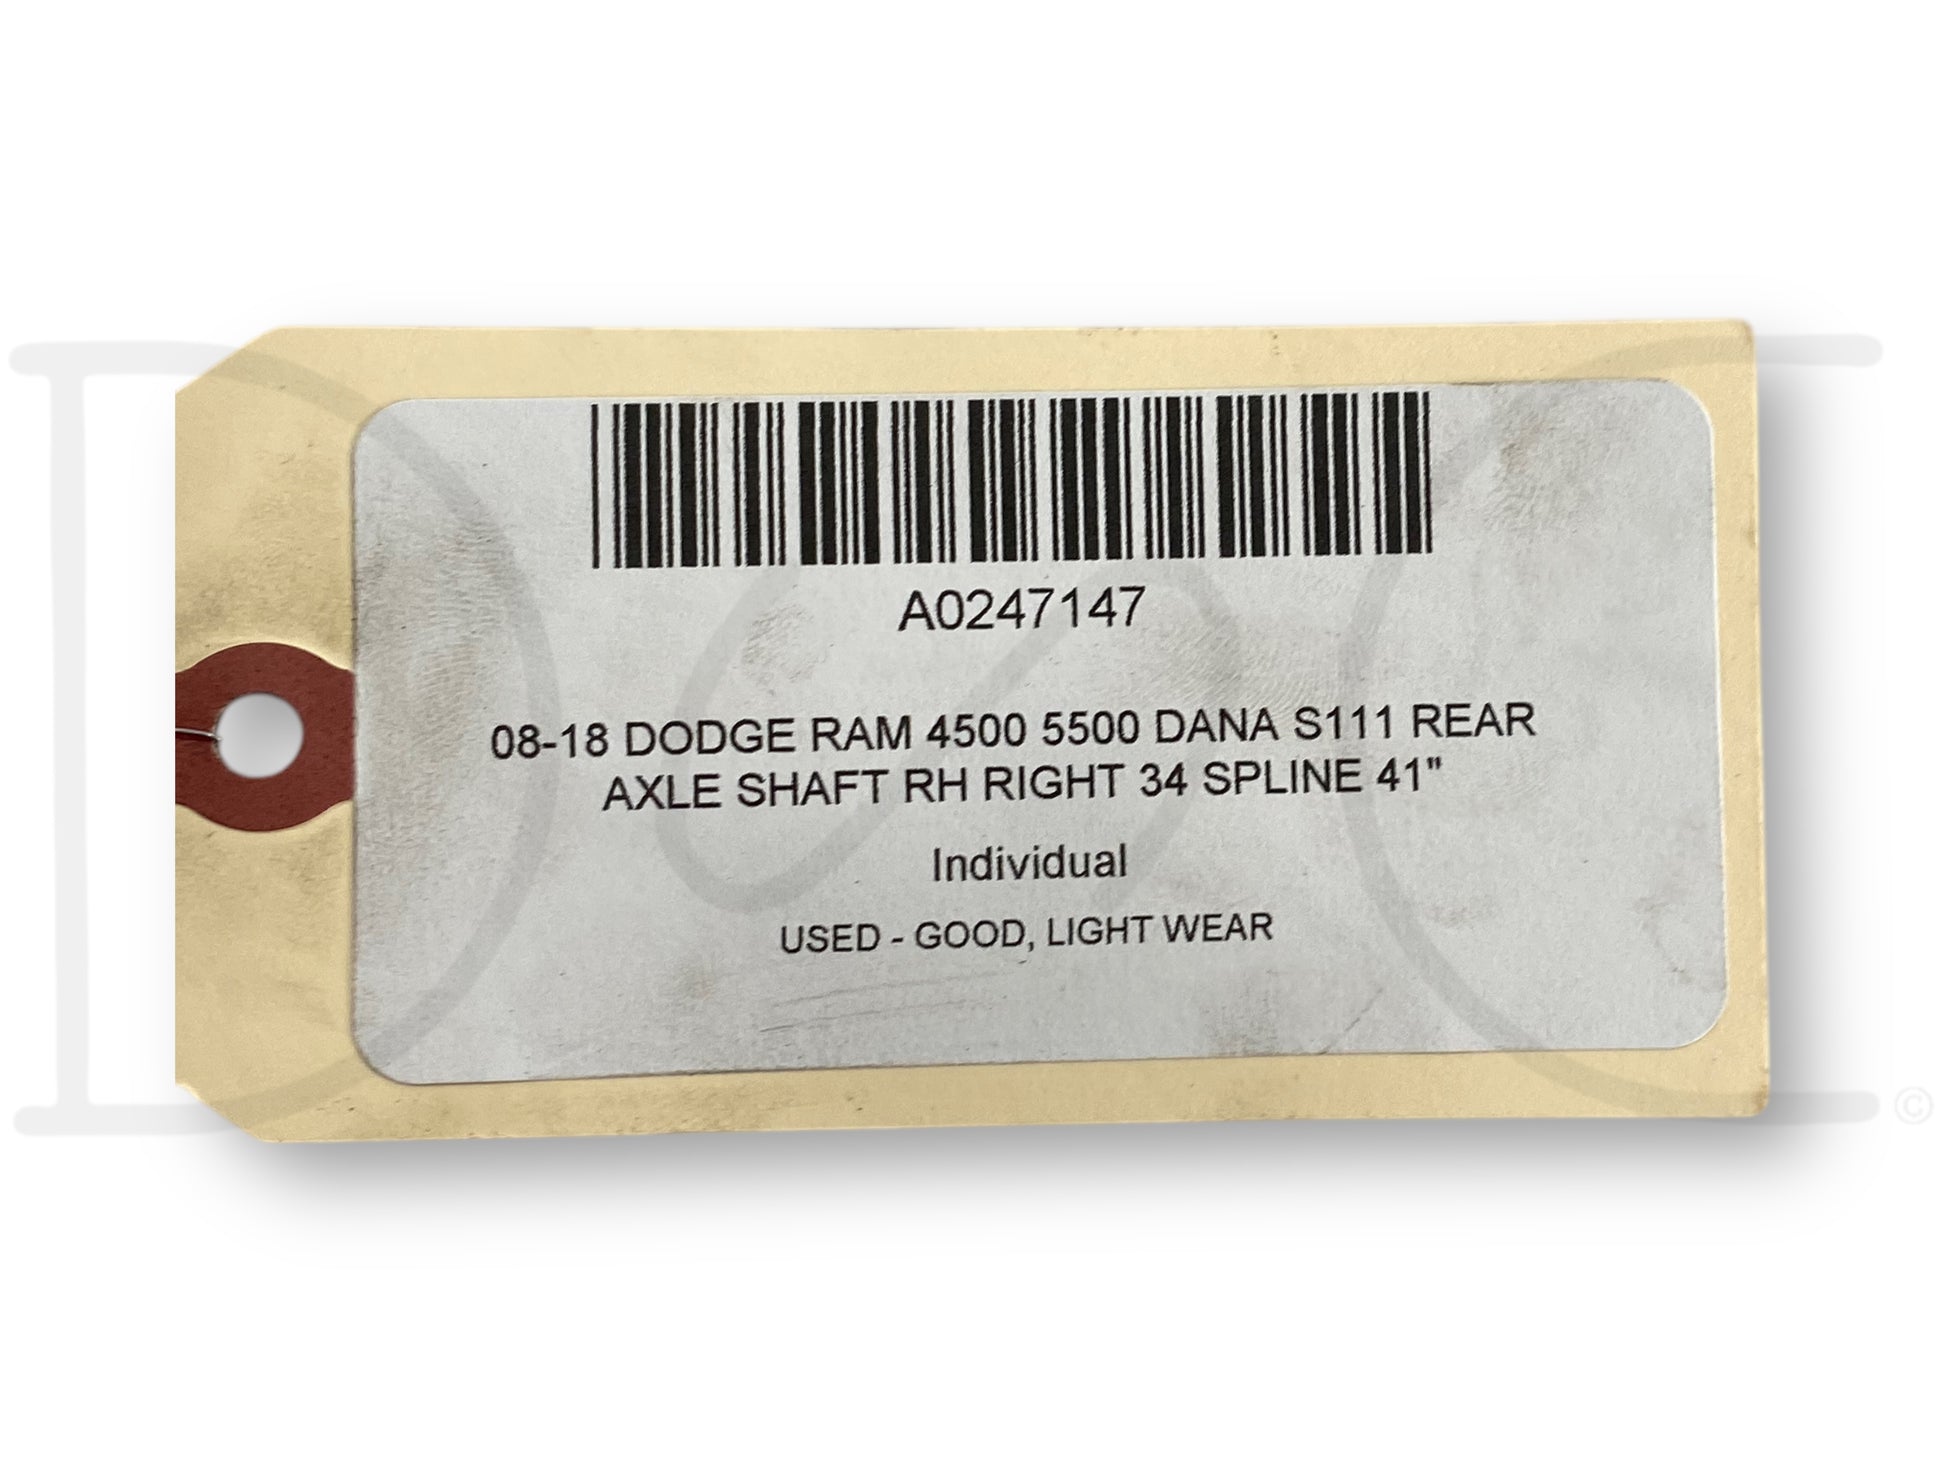 A0247147
08-18 DODGE RAM 4500 5500 DANA S111 REAR
AXLE SHAFT RH RIGHT 34 SPLINE 41"
Individual
USED - GOOD, LIGHT WEAR
©